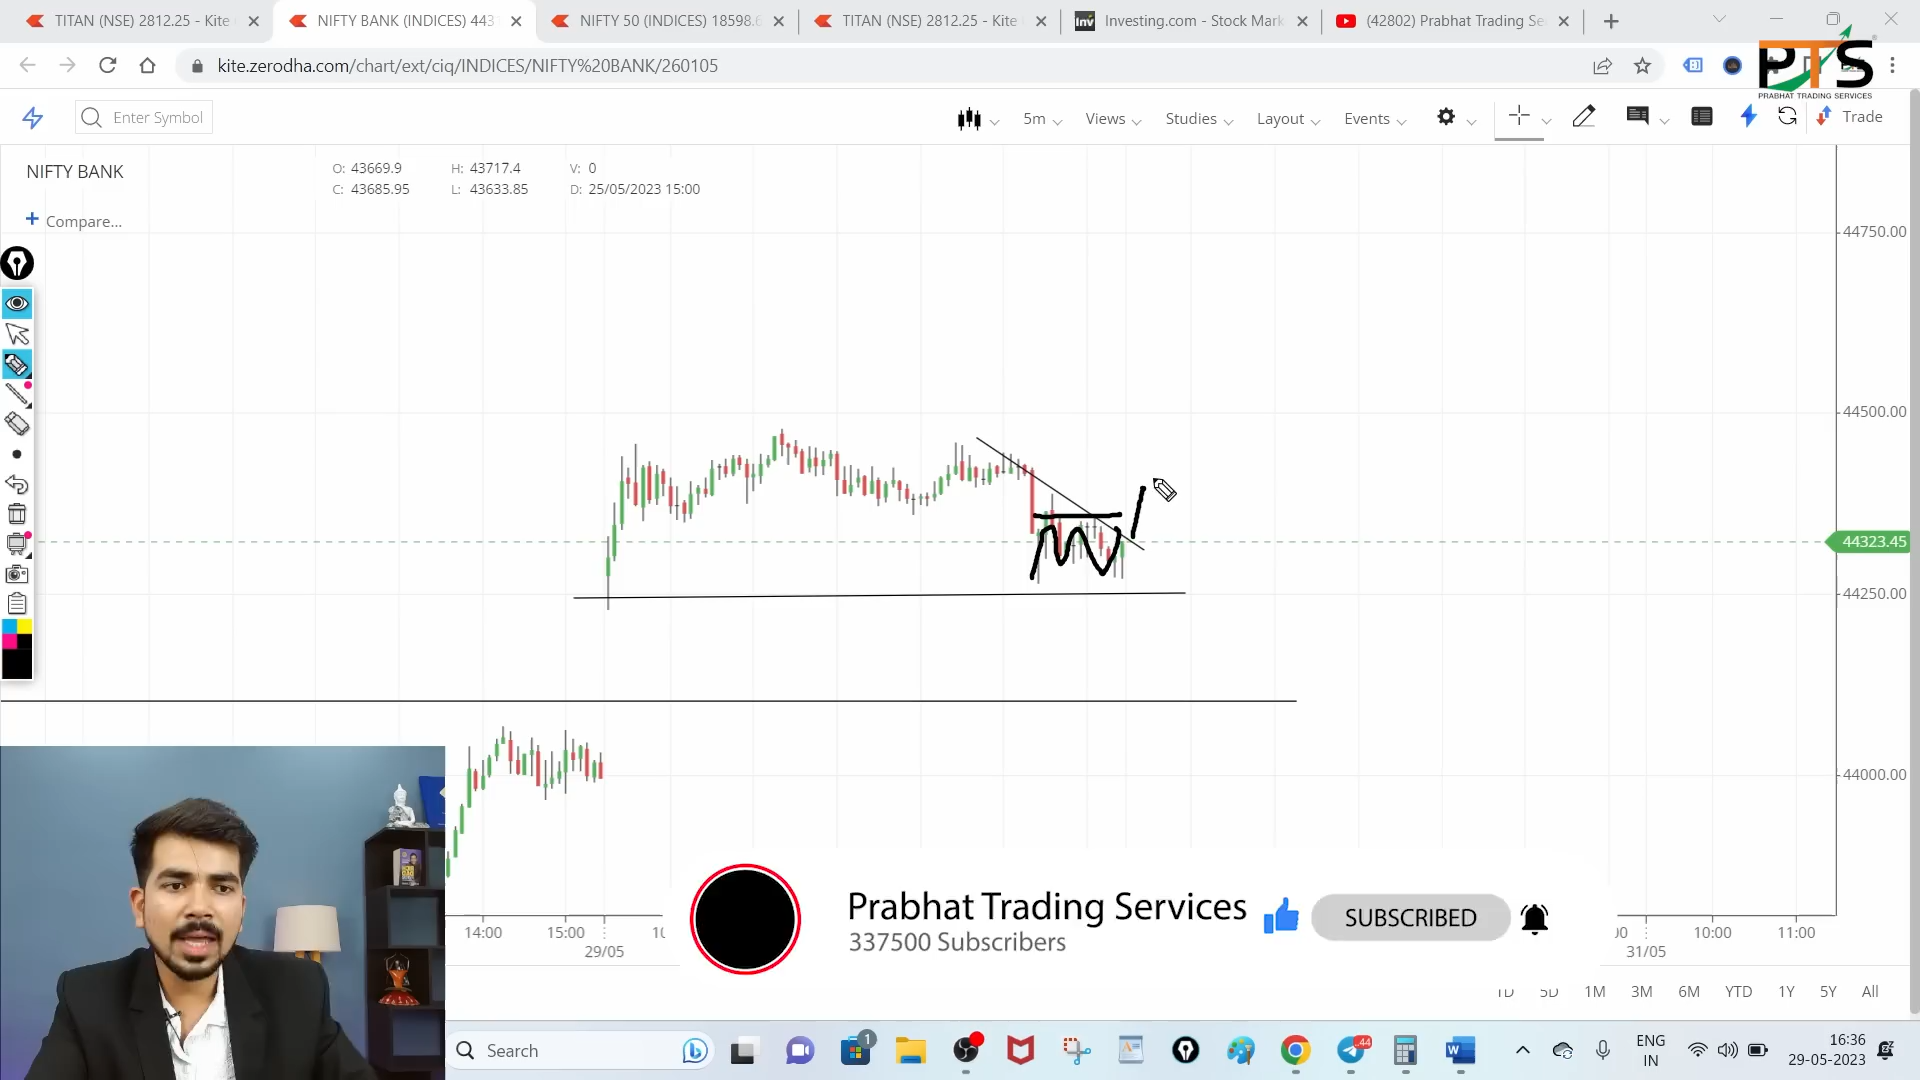 TITAN (NSE) 2812.25 - Kite
NIFTY BANK (INDICES) 443
NIFTY 50 (INDICES) 18598.6
TITAN (NSE) 2812.25 - Kite
Investing.com - Stock Mark
(42802) Prabhat Trading Se
kite.zerodha.com/chart/ext/ciq/INDICES/NIFTY%20BANK/260105
PTS
PRABHAT TRADING SERVICES
Enter Symbol
5m
Views
Studies
Layout
Events
Trade
NIFTY BANK
O: 43669.9 H: 43717.4 V: 0
C: 43685.95 L: 43633.85 D: 25/05/2023 15:00
+ Compare...
44750.00
44500.00
44323.45
44250.00
44000.00
14:00 15:00
29/05
10:00 11:00
31/05
Prabhat Trading Services
337500 Subscribers
SUBSCRIBED
1D 5D 1M 3M 6M YTD 1Y 5Y All
Search
1
44
ENG
IN
16:36
29-05-2023